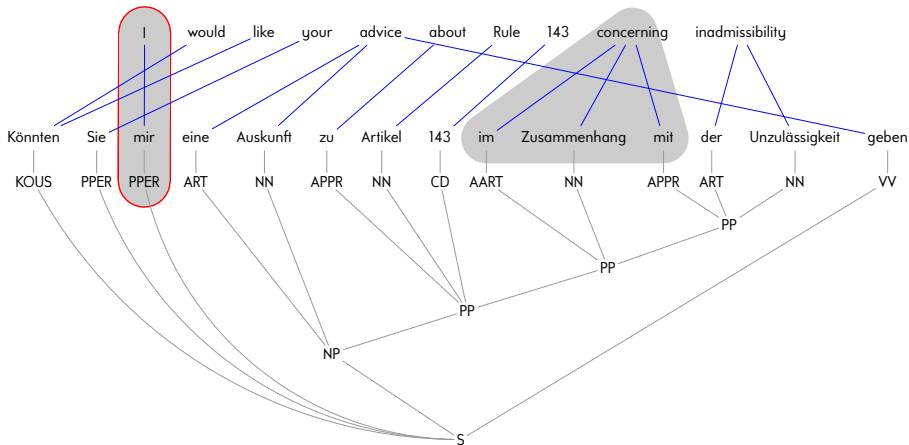 I would like your advice about Rule 143 concerning inadmissibility
Könnten Sie mir eine Auskunft zu Artikel 143 im Zusammenhang mit der Unzulässigkeit geben
KOUS PPER PPER ART NN APPR NN CD AART NN APPR ART NN VV
PP
PP
PP
NP
S